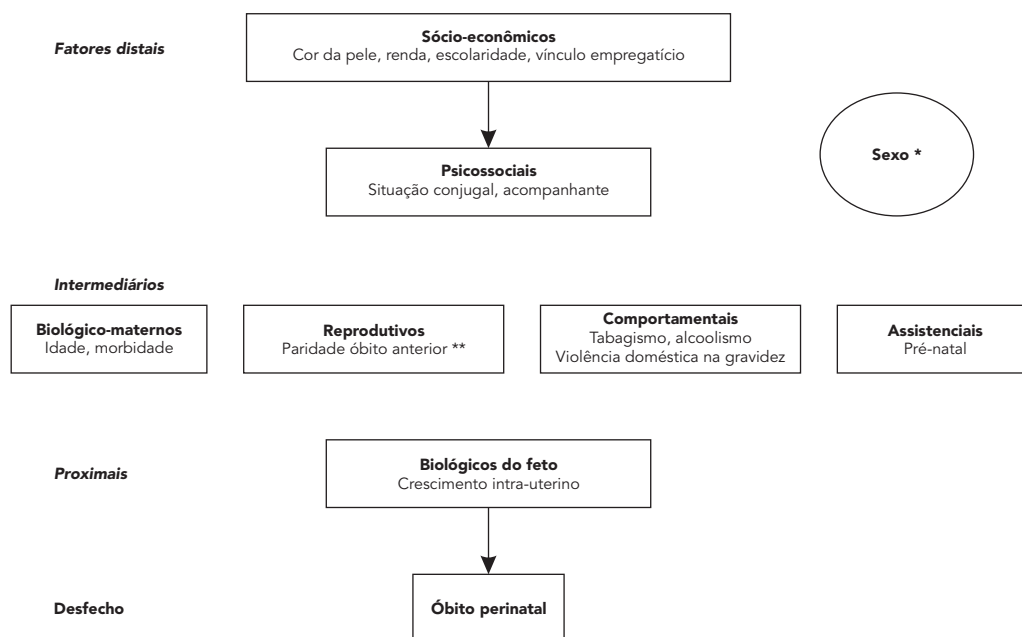 Fatores distais
Sócio-econômicos
Cor da pele, renda, escolaridade, vínculo empregatício
Sexo *
Psicossociais
Situação conjugal, acompanhante
Intermediários
Biológico-maternos
Idade, morbidade
Reprodutivos
Paridade óbito anterior **
Comportamentais
Tabagismo, alcoolismo
Violência doméstica na gravidez
Assistenciais
Pré-natal
Proximais
Biológicos do feto
Crescimento intra-uterino
Desfecho
Óbito perinatal